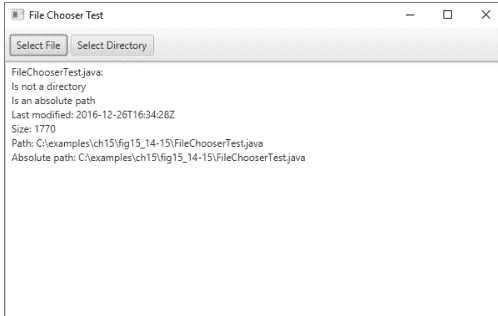 File Chooser Test
Select File Select Directory
FileChooserTest.java:
Is not a directory
Is an absolute path
Last modified: 2016-12-26T16:34:28Z
Size: 1770
Path: C:\examples\ch15\fig15_14-15\FileChooserTest.java
Absolute path: C:\examples\ch15\fig15_14-15\FileChooserTest.java